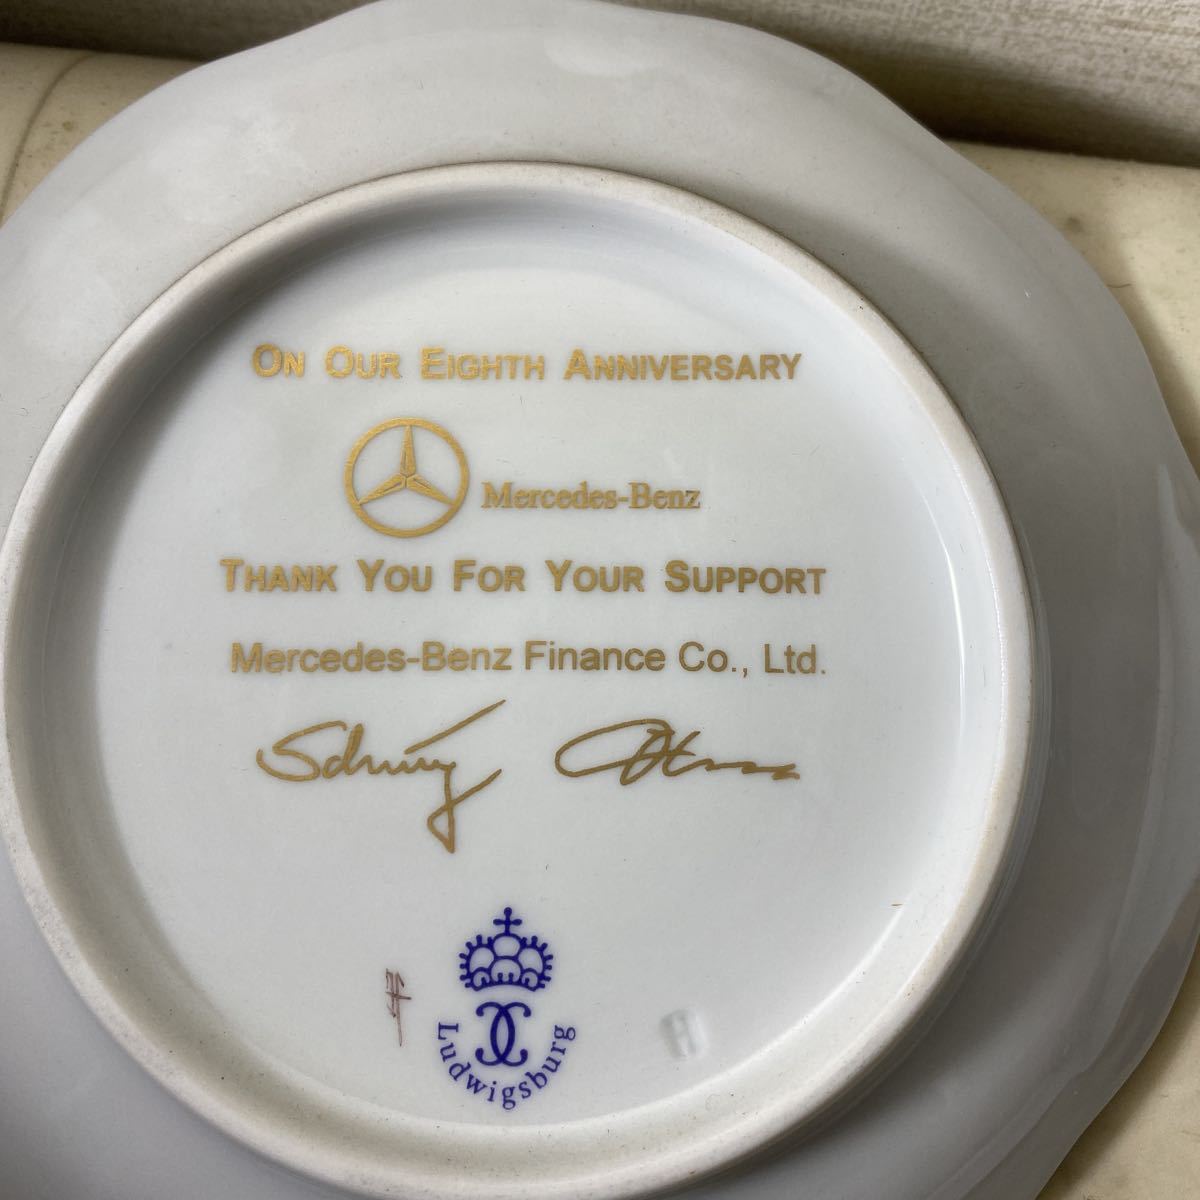 ON OUR EIGHTH ANNIVERSARY
Mercedes-Benz
THANK YOU FOR YOUR SUPPORT
Mercedes-Benz Finance Co., Ltd.
Ludwigsburg
H